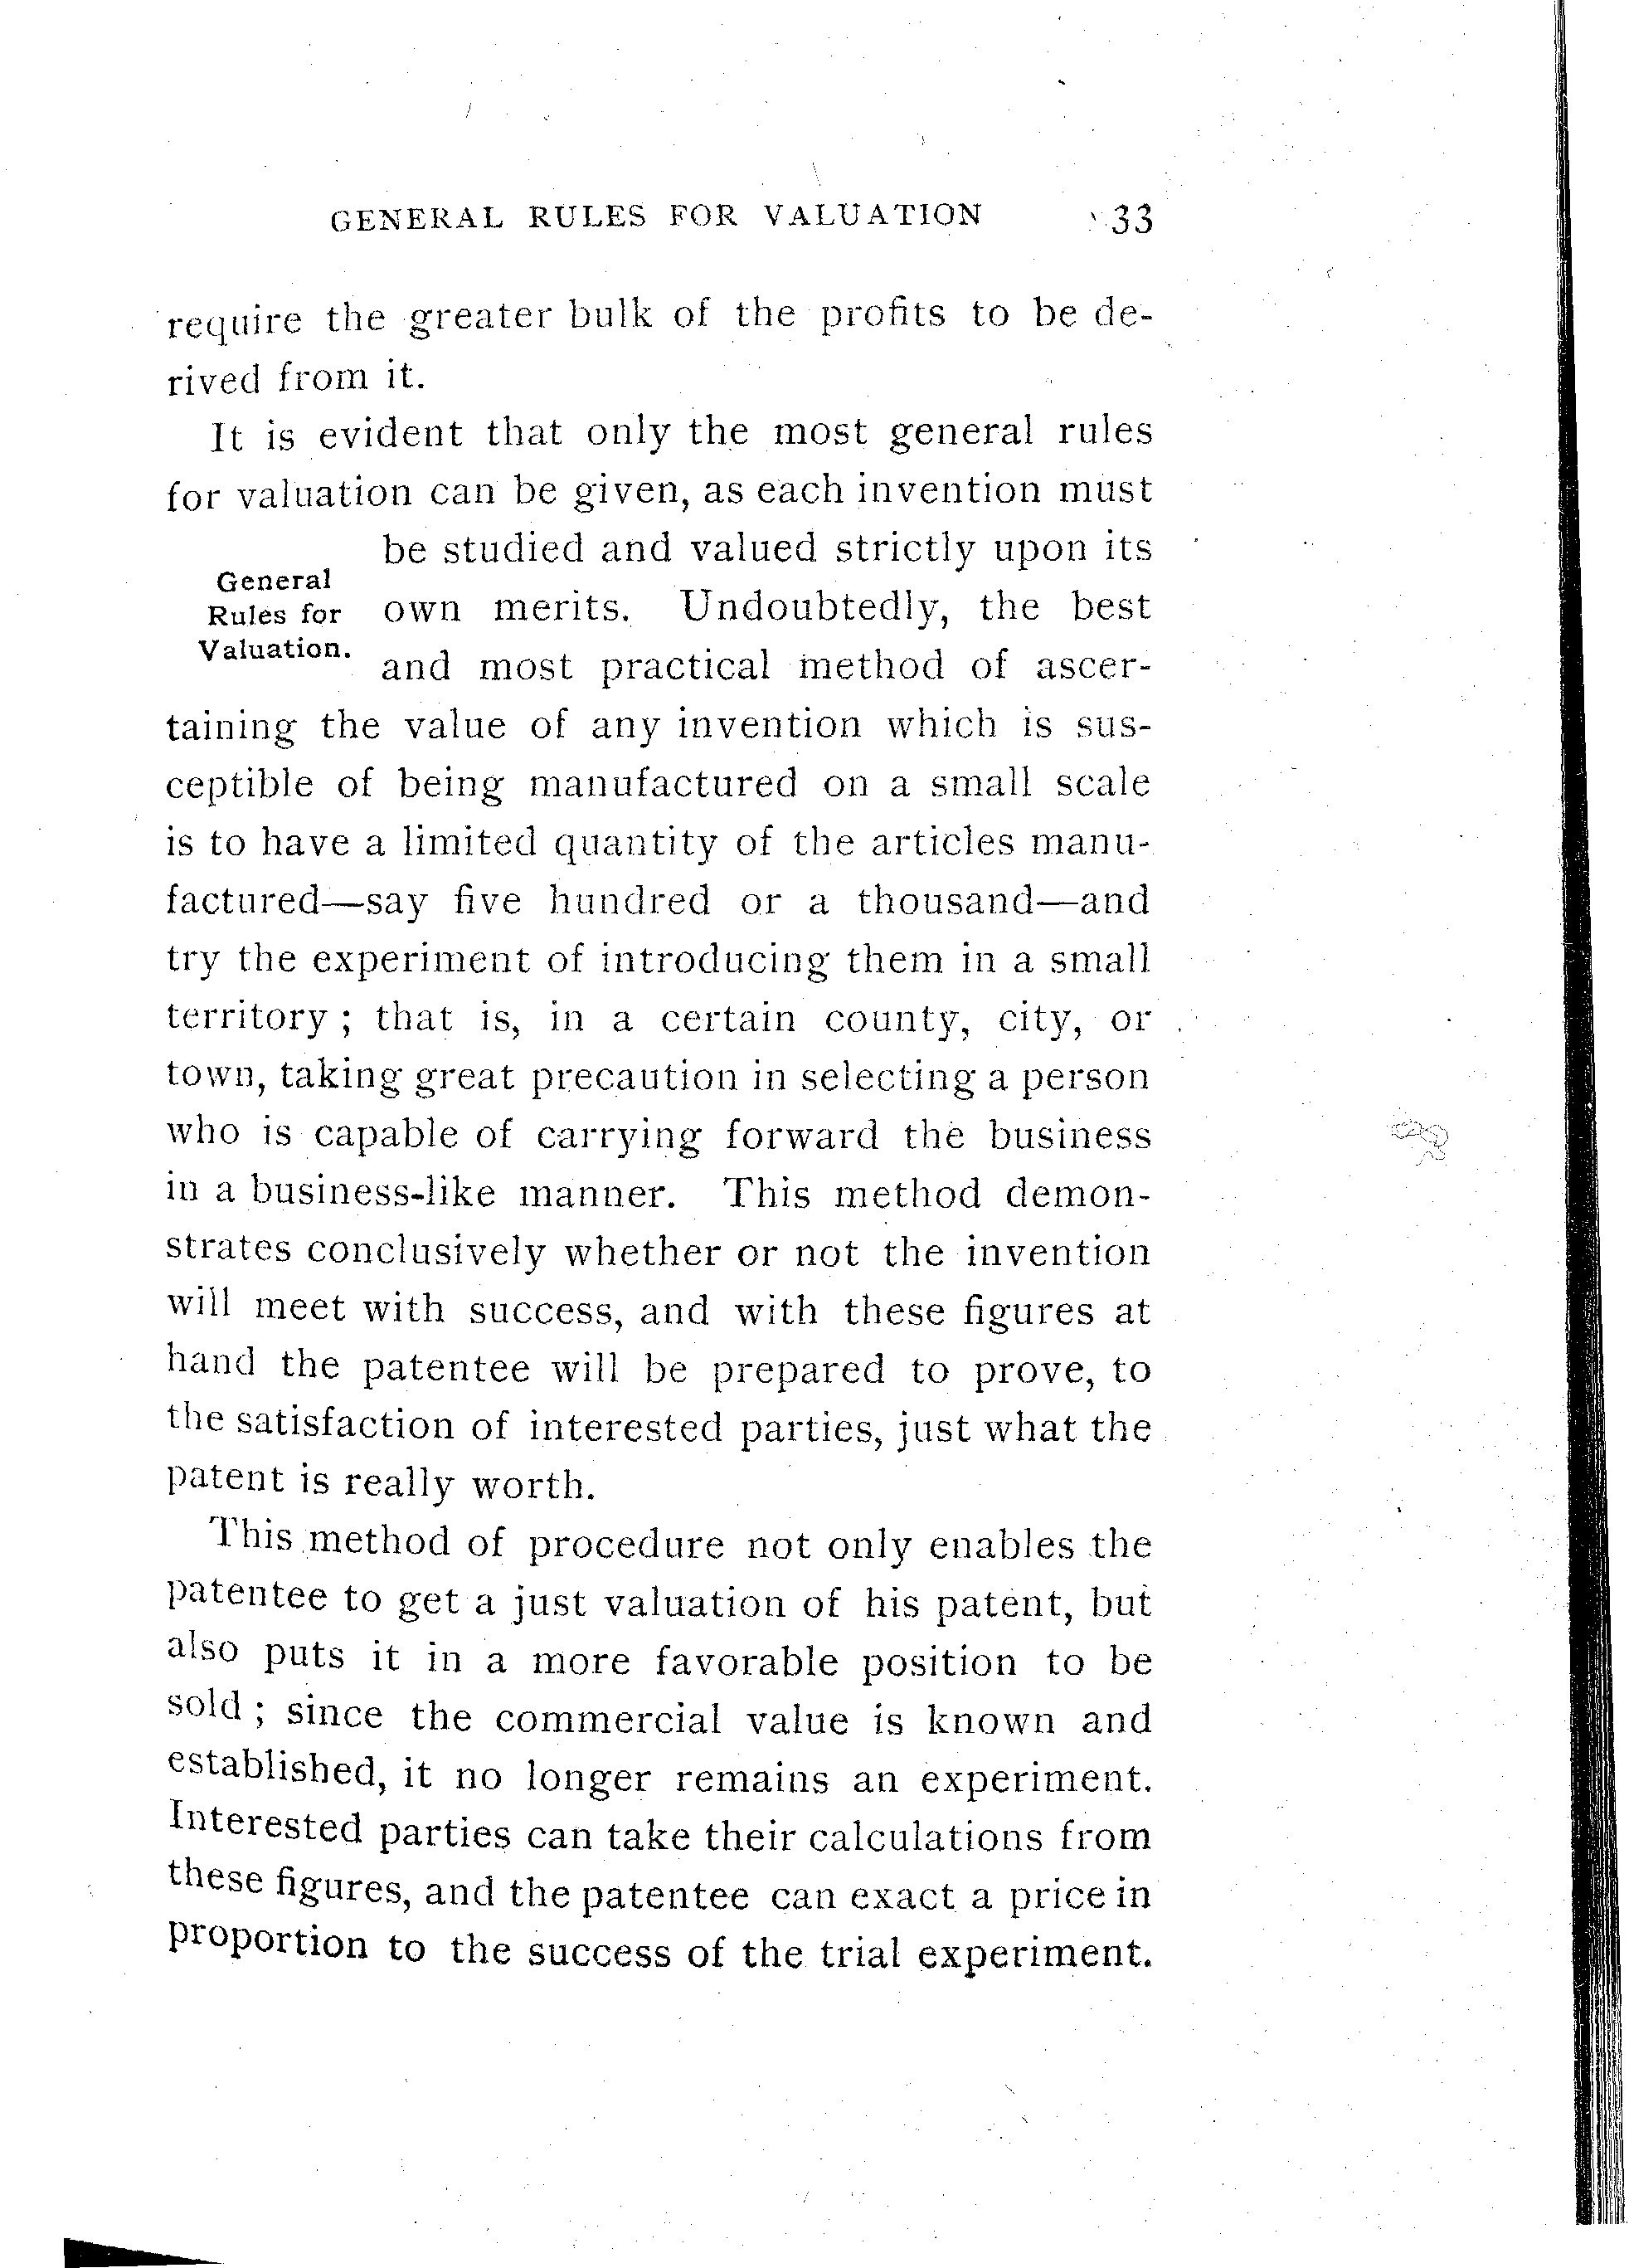 GENERAL RULES FOR VALUATION 33
require the greater bulk of the profits to be de-
rived from it.
It is evident that only the most general rules
for valuation can be given, as each invention must
General
Rules for
Valuation.
be studied and valued strictly upon its
own merits. Undoubtedly, the best
and most practical method of ascer-
taining the value of any invention which is sus-
ceptible of being manufactured on a small scale
is to have a limited quantity of the articles manu-
factured—say five hundred or a thousand—and
try the experiment of introducing them in a small
territory ; that is, in a certain county, city, or
town, taking great precaution in selecting a person
who is capable of carrying forward the business
in a business-like manner. This method demon-
strates conclusively whether or not the invention
will meet with success, and with these figures at
hand the patentee will be prepared to prove, to
the satisfaction of interested parties, just what the
patent is really worth.
This method of procedure not only enables the
patentee to get a just valuation of his patent, but
also puts it in a more favorable position to be
sold ; since the commercial value is known and
established, it no longer remains an experiment.
Interested parties can take their calculations from
these figures, and the patentee can exact a price in
proportion to the success of the trial experiment.